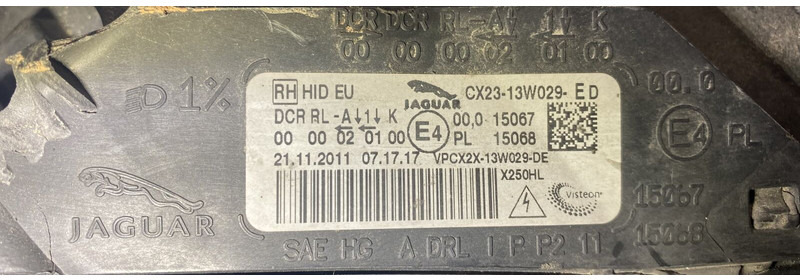 DCR DCR RL-A↓ 1↓ K
00 00 00 02 01 00
1%
RH HID EU
JAGUAR
CX23-13W029- ED
DCR RL -A↓1↓ K
00 00 02 01 00
E4
00,0 15067
PL 15068
21.11.2011 07.17.17 VPCX2X-13W029-DE
X250HL
Visteon
00.0
E4 PL
15067
15068
JAGUAR
SAE HG A DRL I P P2 11